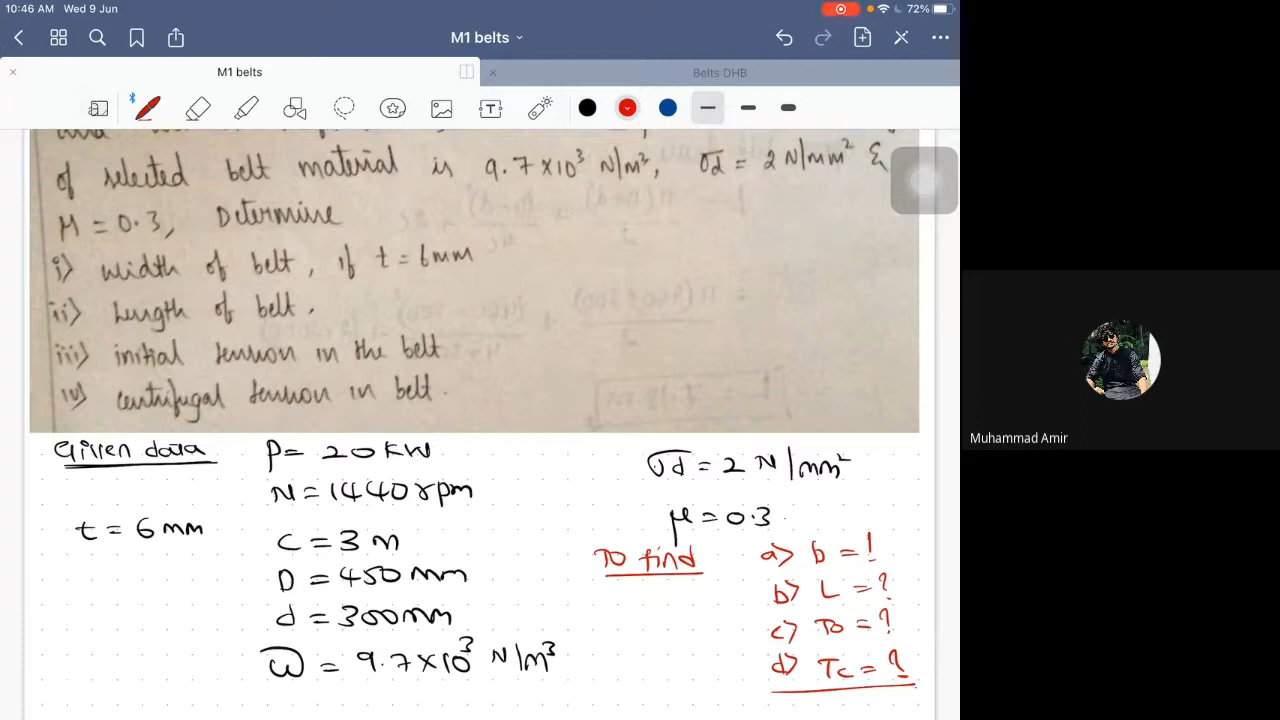 10:46 AM Wed 9 Jun
72%
M1 belts
M1 belts
Belts DHB
of selected belt material is 9.7×10³ N/m³, σd = 2 N/mm² &
μ = 0.3, Determine
i) width of belt, if t = 6mm
ii) Length of belt.
iii) initial tension in the belt
iv) centrifugal tension in belt.
Given data
P = 20 kW
N = 1440 rpm
t = 6 mm
C = 3 m
D = 450 mm
d = 300 mm
ω = 9.7×10³ N/m³
σd = 2 N/mm²
μ = 0.3
To find
a) b = !
b) L = ?
c) To = ?
d) Tc = ?
Muhammad Amir